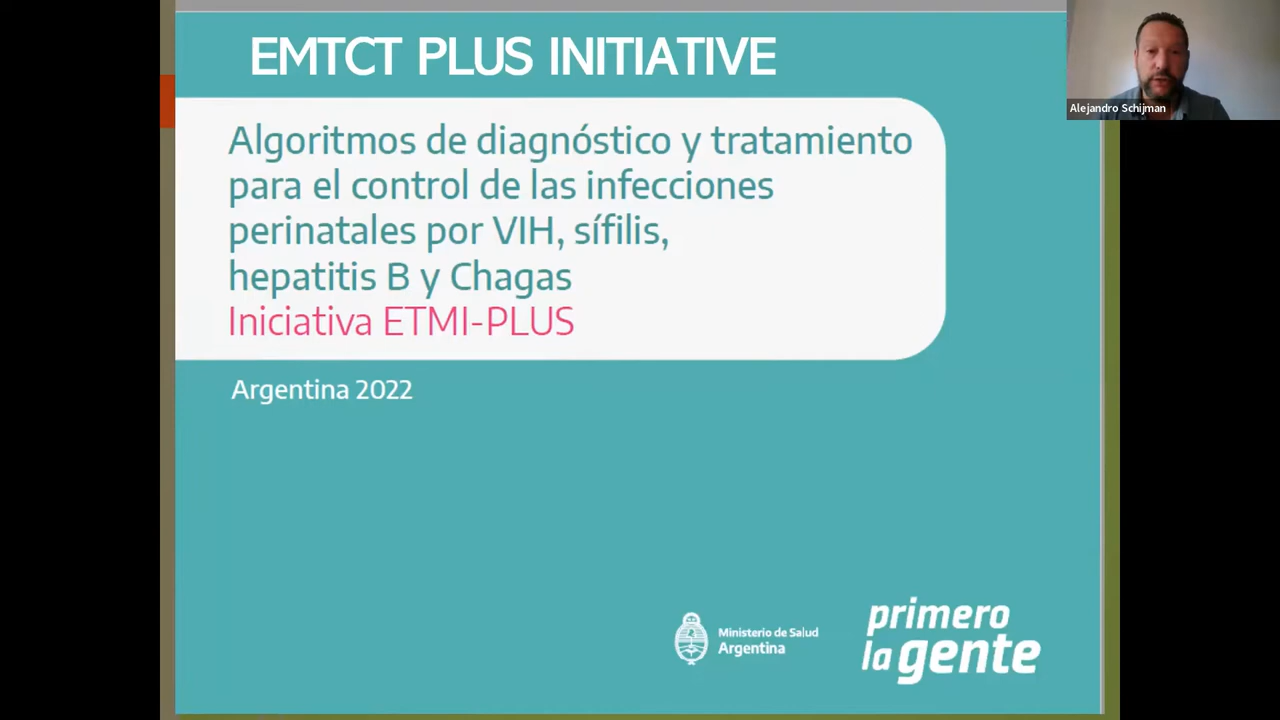 EMTCT PLUS INITIATIVE
Alejandro Schijman
Algoritmos de diagnóstico y tratamiento
para el control de las infecciones
perinatales por VIH, sífilis,
hepatitis B y Chagas
Iniciativa ETMI-PLUS
Argentina 2022
Ministerio de Salud
Argentina
primero
la gente